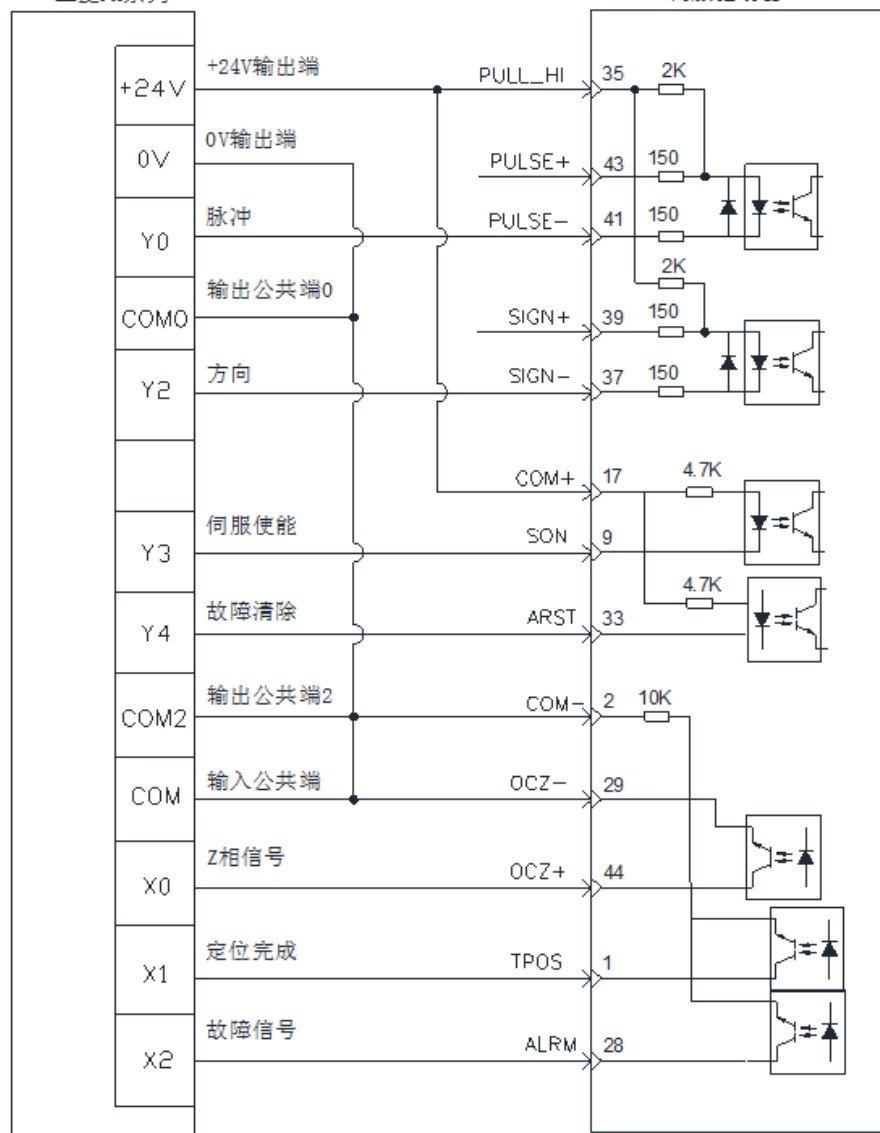 +24V +24V输出端 PULL_HI 35 2K
0V 0V输出端 PULSE+ 43 150
Y0 脉冲 PULSE- 41 150
2K
COM0 输出公共端0 SIGN+ 39 150
Y2 方向 SIGN- 37 150
COM+ 17 4.7K
Y3 伺服使能 SON 9
4.7K
Y4 故障清除 ARST 33
COM2 输出公共端2 COM- 2 10K
COM 输入公共端 OCZ- 29
X0 Z相信号 OCZ+ 44
X1 定位完成 TPOS 1
X2 故障信号 ALRM 28